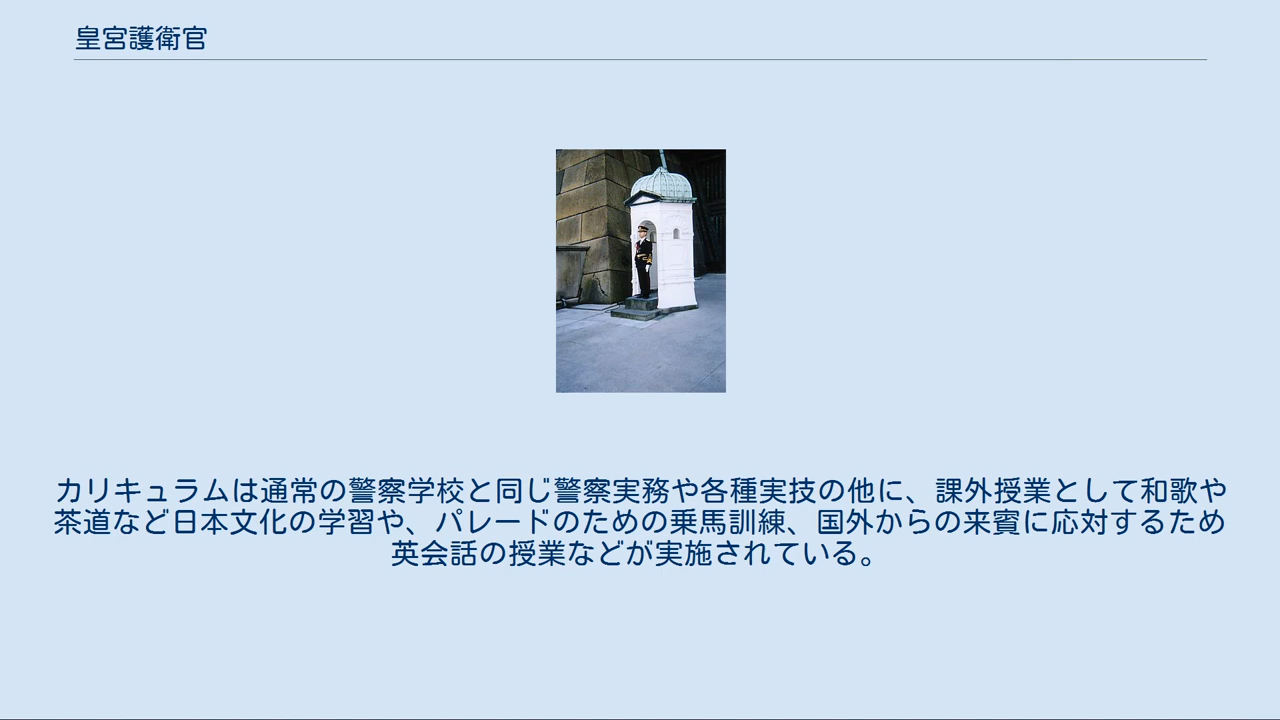 皇宮護衛官
カリキュラムは通常の警察学校と同じ警察実務や各種実技の他に、課外授業として和歌や
茶道など日本文化の学習や、パレードのための乗馬訓練、国外からの来賓に応対するため
英会話の授業などが実施されている。